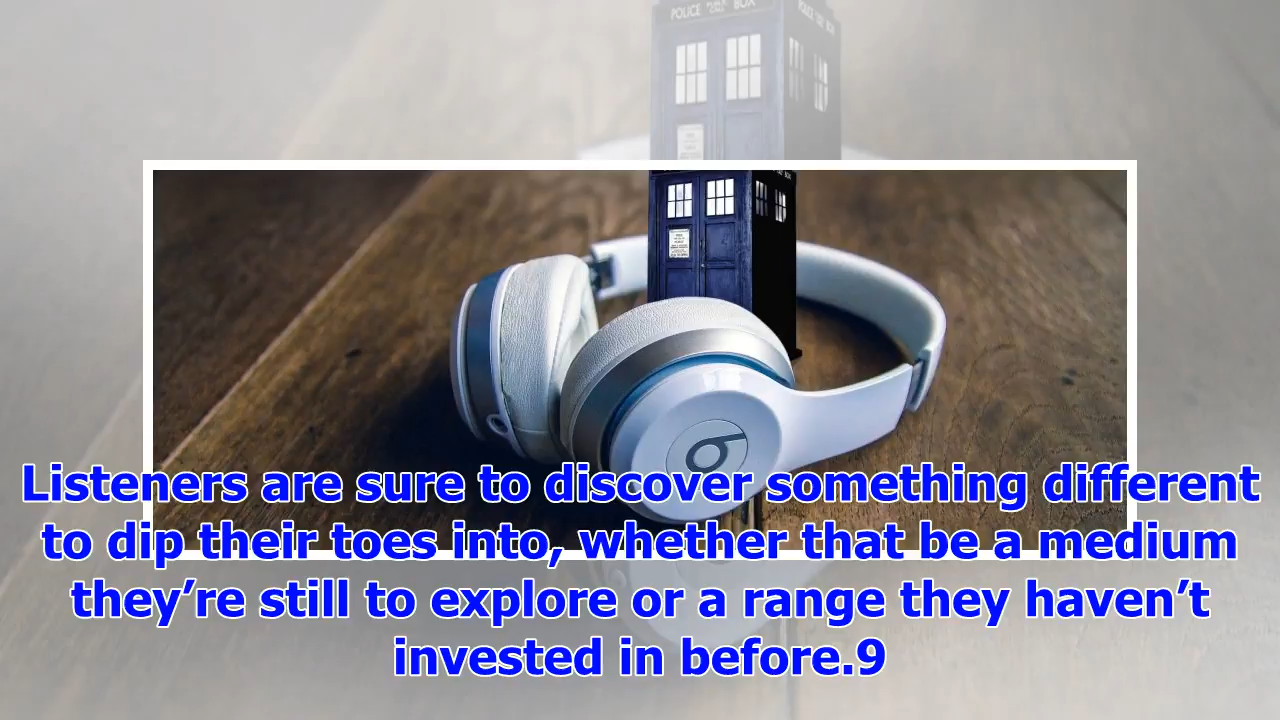 POLICE BOX
Listeners are sure to discover something different
to dip their toes into, whether that be a medium
they’re still to explore or a range they haven’t
invested in before.9